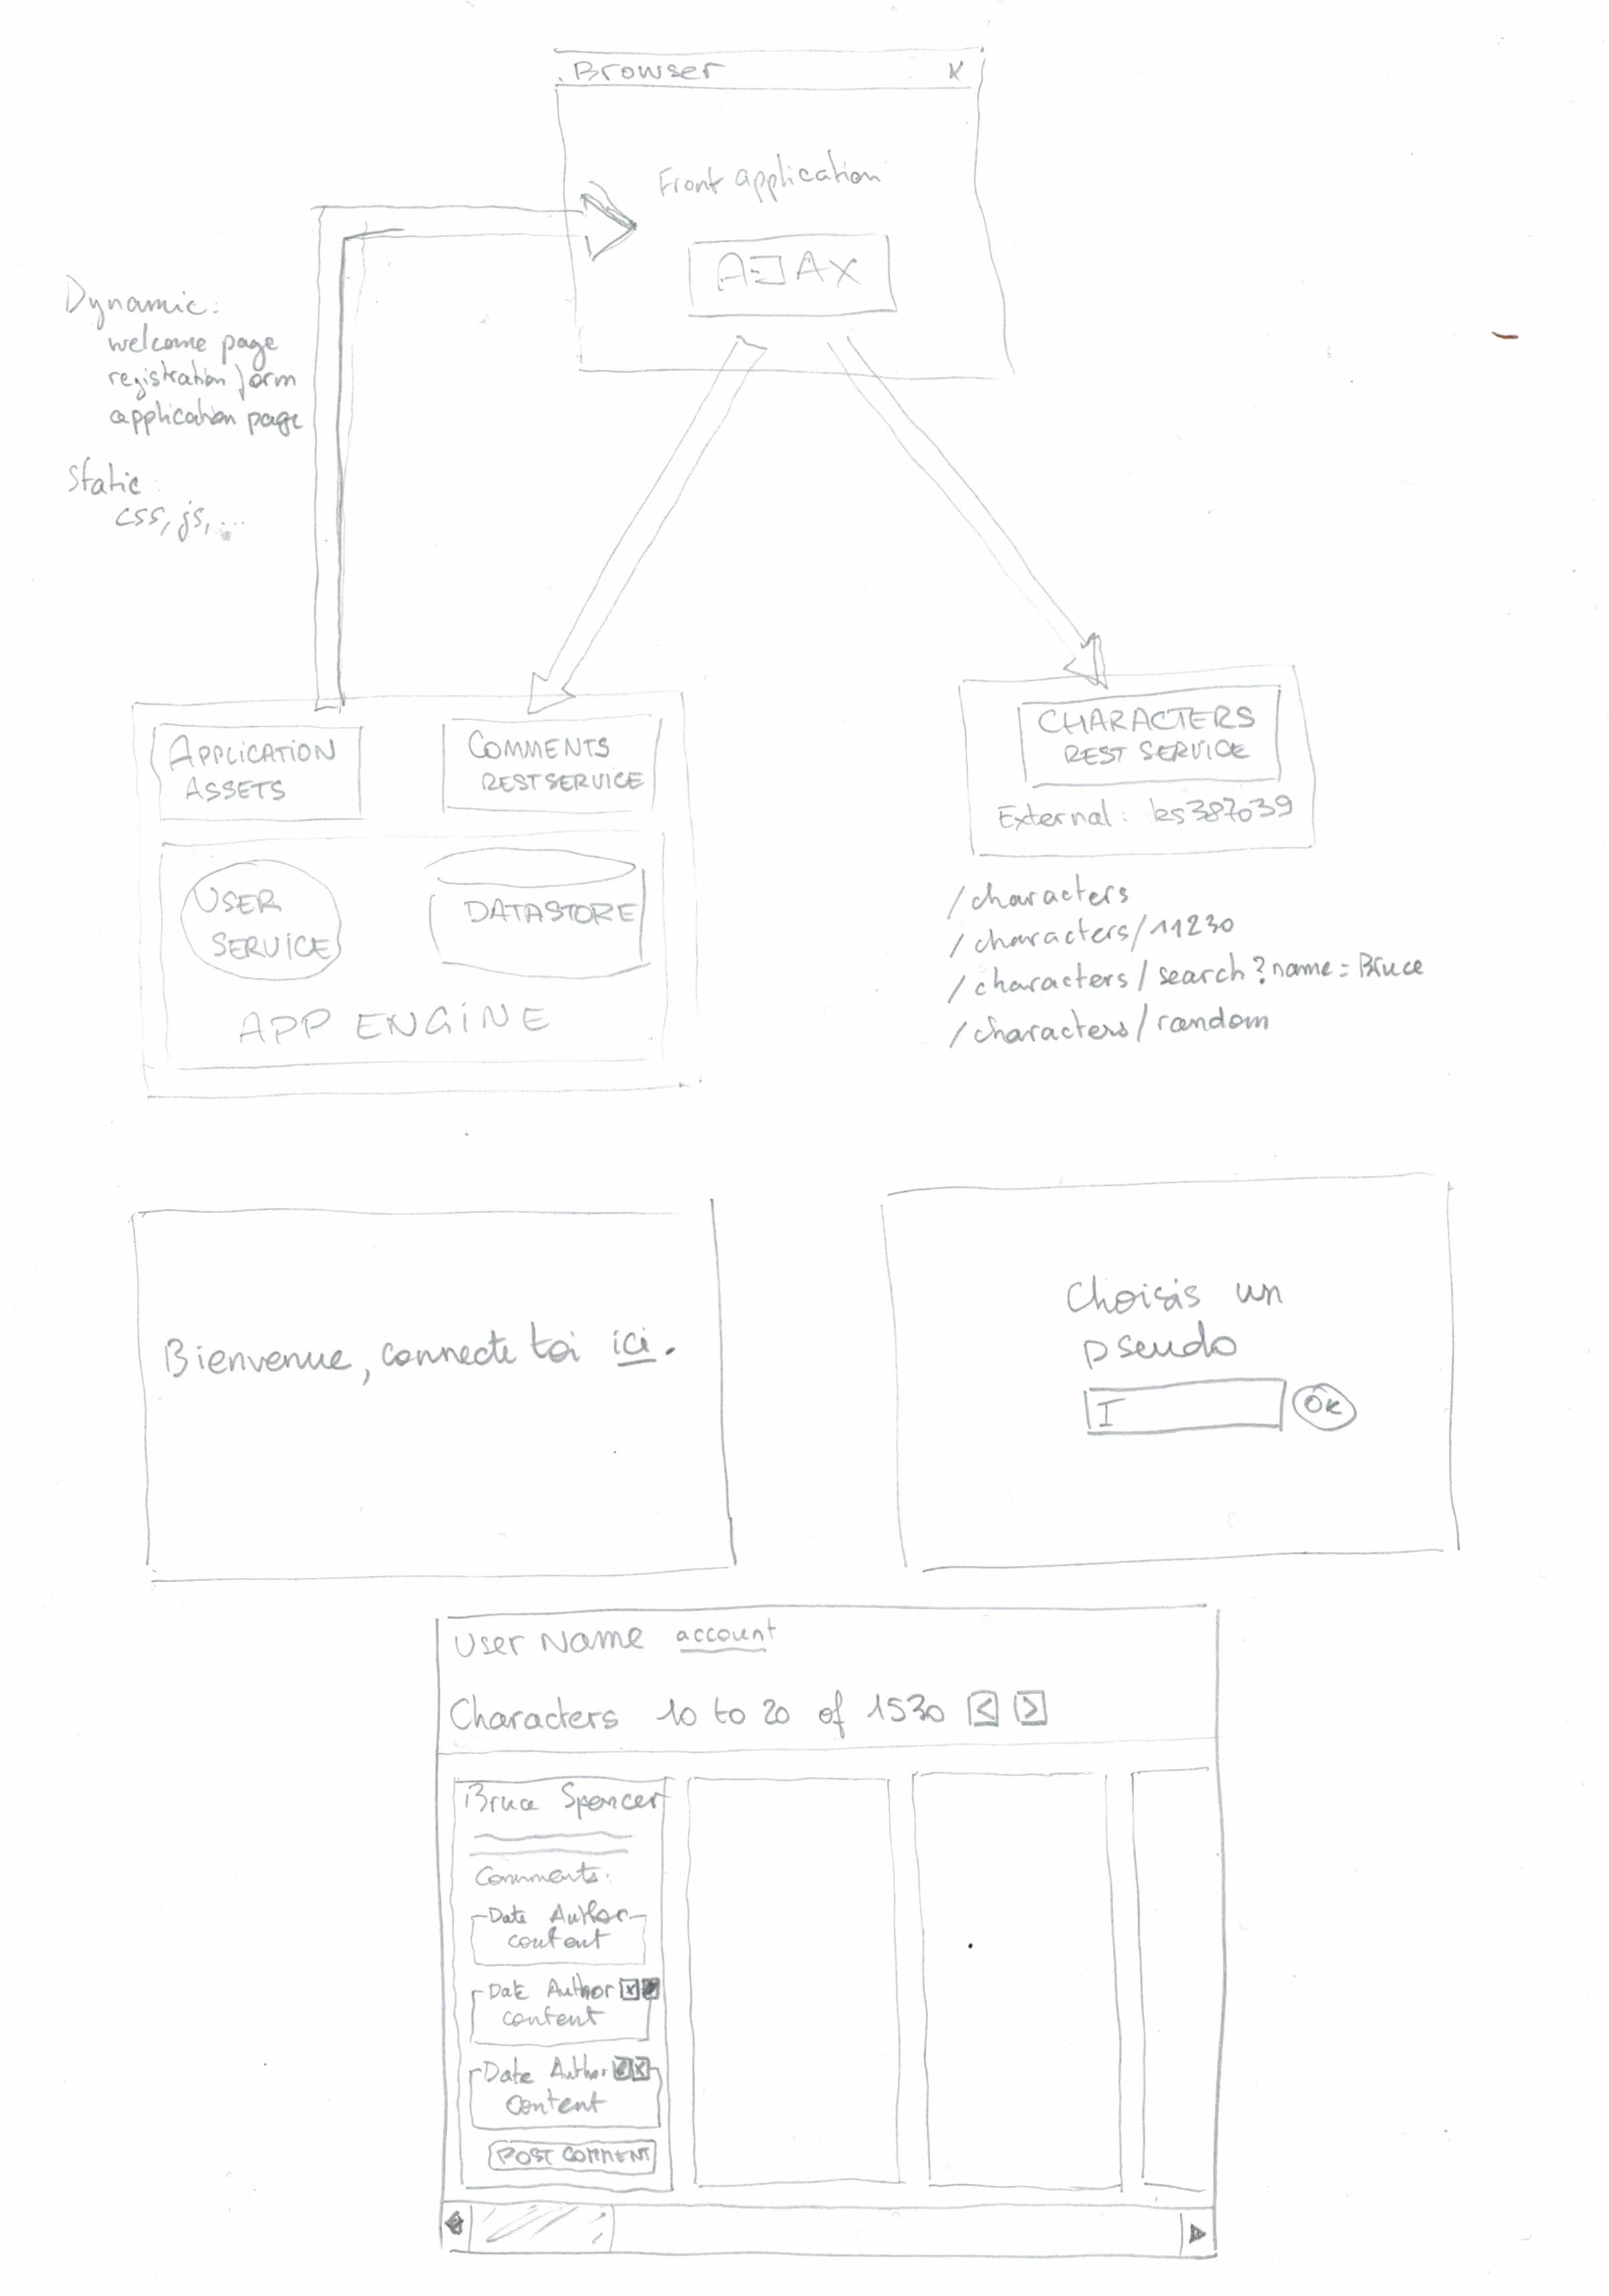 Browser X
Front application
AJAX
Dynamic:
welcome page
registration form
application page
Static:
css, js, ...
APPLICATION
ASSETS
COMMENTS
REST SERVICE
USER
SERVICE
DATASTORE
APP ENGINE
CHARACTERS
REST SERVICE
External: ks387039
/characters
/characters/11230
/characters/search?name=Bruce
/characters/random
Bienvenue, connecte toi ici.
Choisis un
pseudo
I
OK
User Name account
Characters 10 to 20 of 1530 < >
Bruce Spencer
Comments:
Date Author
content
Date Author X
content
Date Author X
content
POST COMMENT